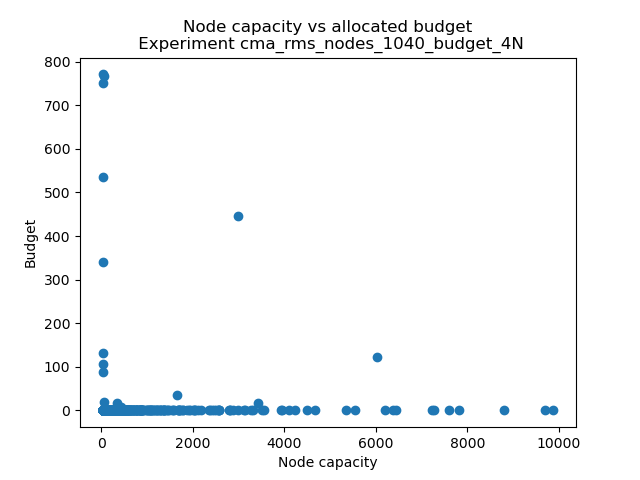 Node capacity vs allocated budget
Experiment cma_rms_nodes_1040_budget_4N
800
700
600
500
400
300
200
100
0
Budget
0 2000 4000 6000 8000 10000
Node capacity